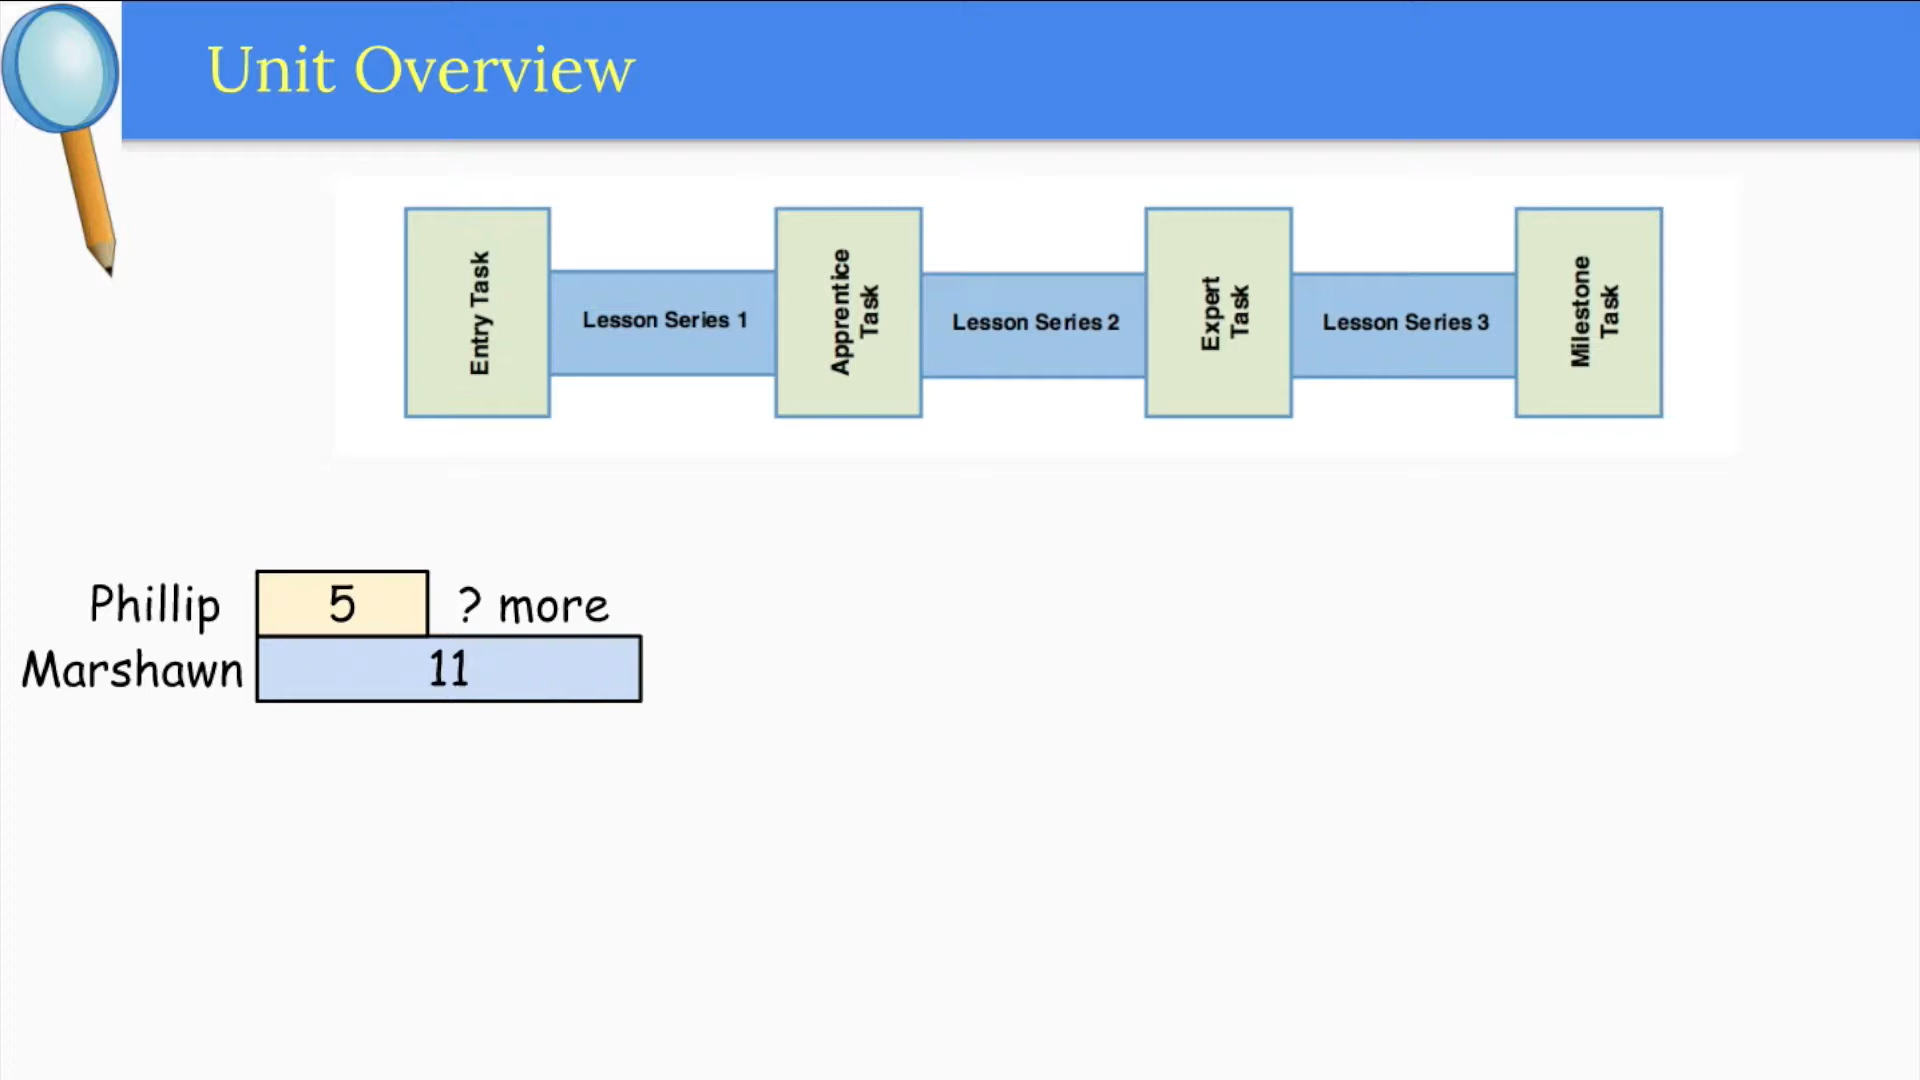 Unit Overview
Entry Task
Lesson Series 1
Apprentice
Task
Lesson Series 2
Expert
Task
Lesson Series 3
Milestone
Task
Phillip 5 ? more
Marshawn 11